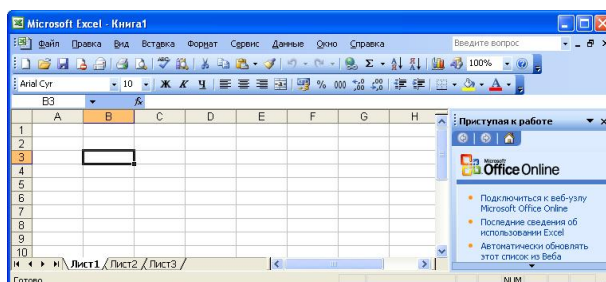 Microsoft Excel - Книга1
Файл Правка Вид Вставка Формат Сервис Данные Окно Справка Введите вопрос
Arial Cyr 10 Ж К Ч % 000 100%
B3 fx
A B C D E F G H
1
2
3
4
5
6
7
8
9
10
Приступая к работе
Microsoft
Office Online
Подключиться к веб-узлу
Microsoft Office Online
Последние сведения об
использовании Excel
Автоматически обновлять
этот список из Веба
Лист1 Лист2 Лист3
Готово NUM